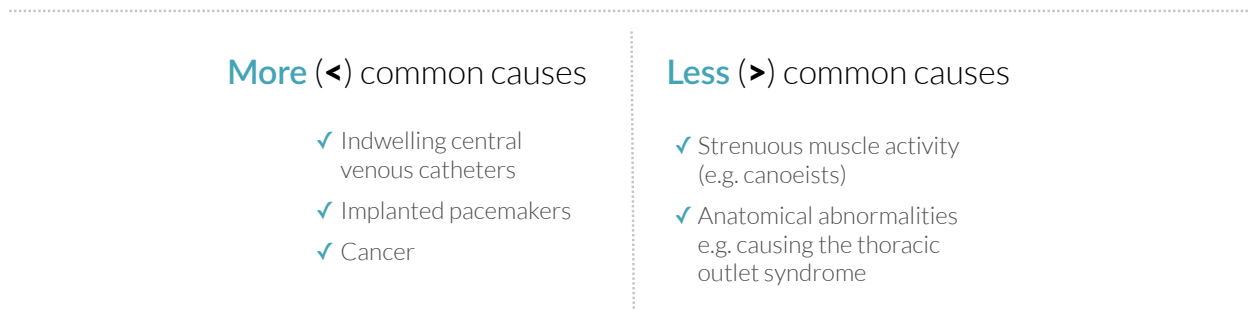 More (<) common causes
✓ Indwelling central
venous catheters
✓ Implanted pacemakers
✓ Cancer
Less (>) common causes
✓ Strenuous muscle activity
(e.g. canoeists)
✓ Anatomical abnormalities
e.g. causing the thoracic
outlet syndrome